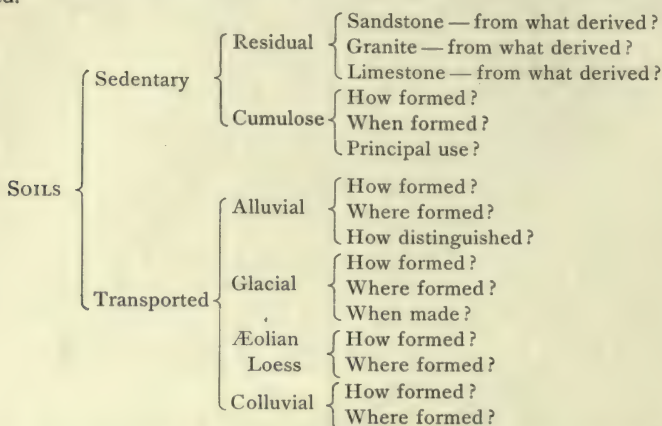 ed.
Sandstone — from what derived?
Residual Granite — from what derived?
Limestone — from what derived?
Sedentary
How formed?
Cumulose When formed?
Principal use?
SOILS
How formed?
Alluvial Where formed?
How distinguished?
How formed?
Glacial Where formed?
Transported When made?
Æolian How formed?
Loess Where formed?
Colluvial How formed?
Where formed?